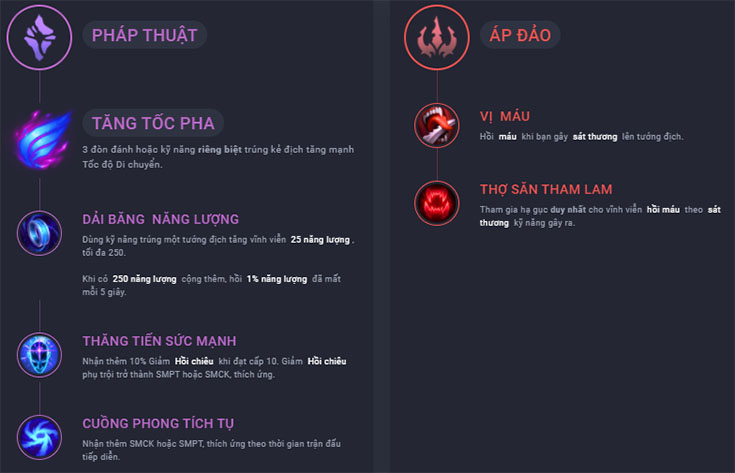 PHÁP THUẬT
TĂNG TỐC PHA
3 đòn đánh hoặc kỹ năng riêng biệt trúng kẻ địch tăng mạnh
Tốc độ Di chuyển.
DẢI BĂNG NĂNG LƯỢNG
Dùng kỹ năng trúng một tướng địch tăng vĩnh viễn 25 năng lượng ,
tối đa 250.
Khi có 250 năng lượng cộng thêm, hồi 1% năng lượng đã mất
mỗi 5 giây.
THĂNG TIẾN SỨC MẠNH
Nhận thêm 10% Giảm Hồi chiêu khi đạt cấp 10. Giảm Hồi chiêu
phụ trội trở thành SMPT hoặc SMCK, thích ứng.
CUỒNG PHONG TÍCH TỤ
Nhận thêm SMCK hoặc SMPT, thích ứng theo thời gian trận đấu
tiếp diễn.
ÁP ĐẢO
VỊ MÁU
Hồi máu khi bạn gây sát thương lên tướng địch.
THỢ SĂN THAM LAM
Tham gia hạ gục duy nhất cho vĩnh viễn hồi máu theo sát
thương kỹ năng gây ra.